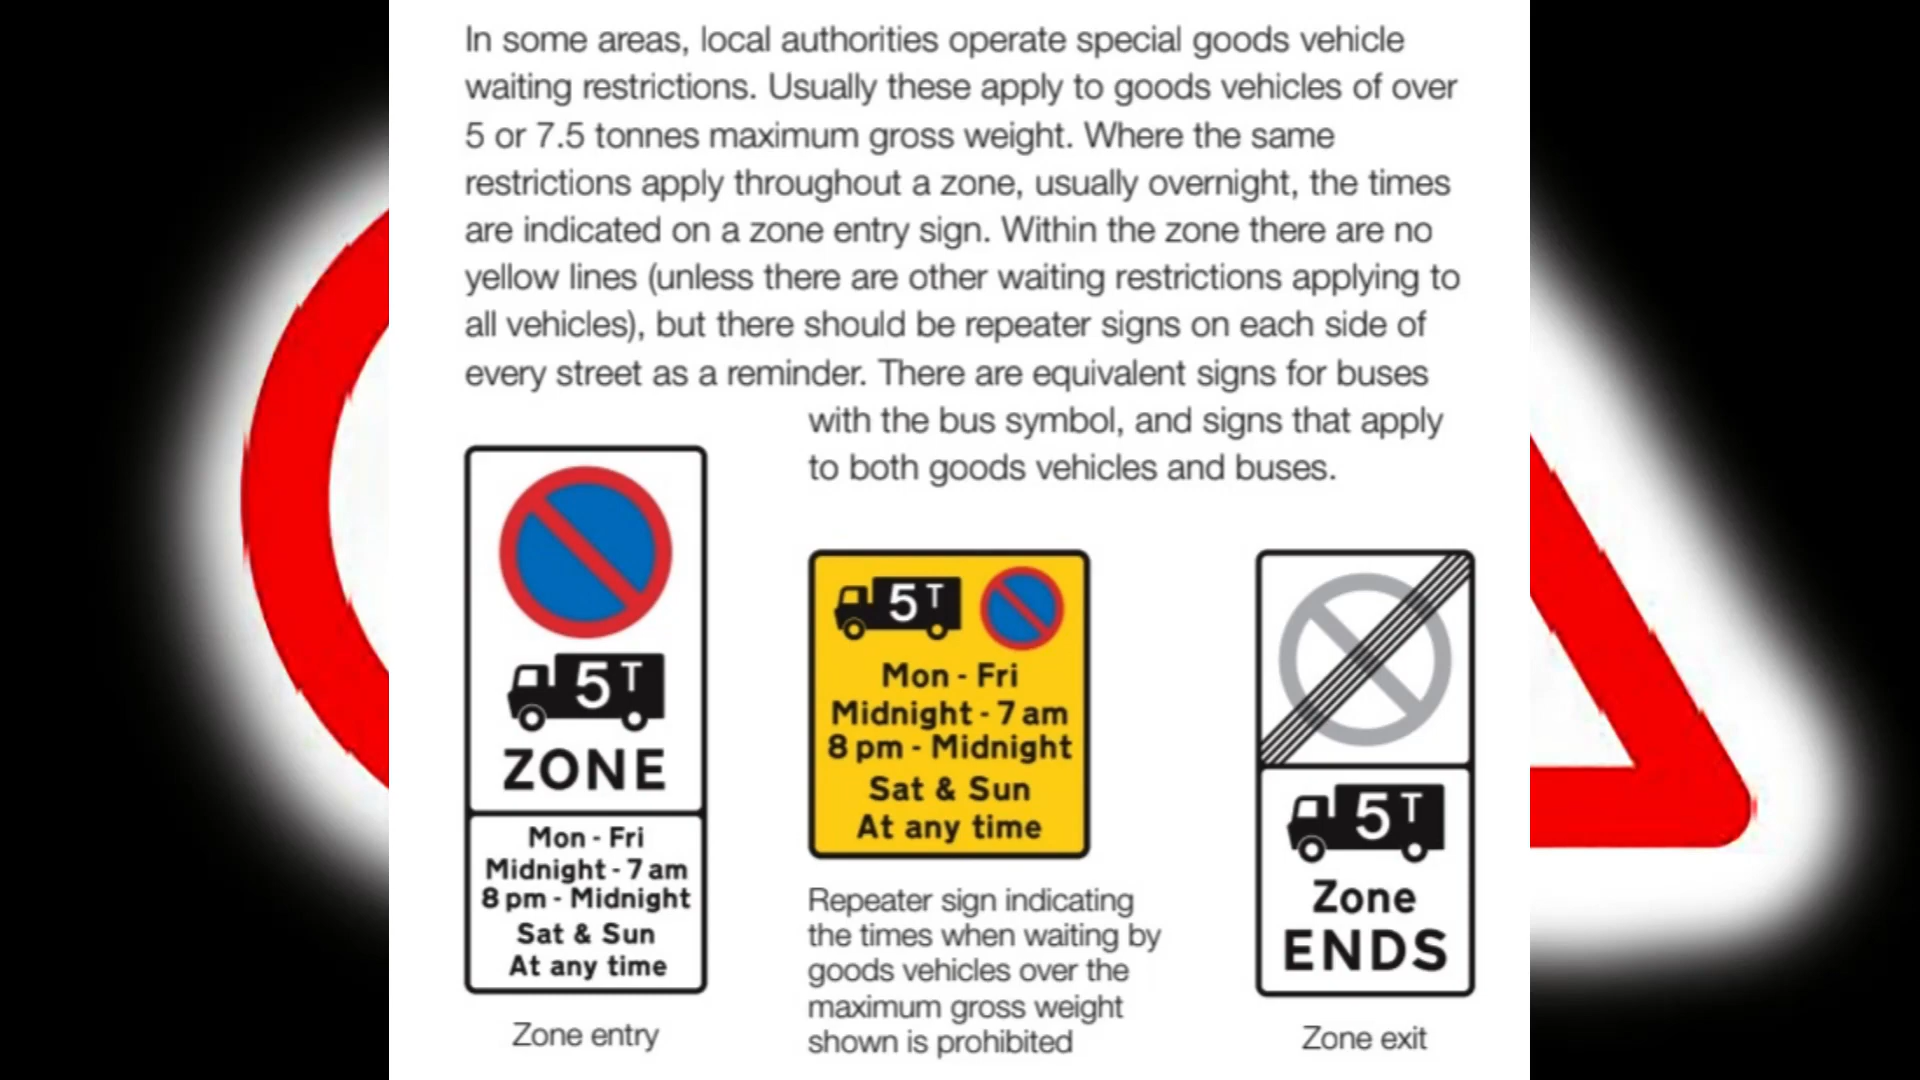 In some areas, local authorities operate special goods vehicle
waiting restrictions. Usually these apply to goods vehicles of over
5 or 7.5 tonnes maximum gross weight. Where the same
restrictions apply throughout a zone, usually overnight, the times
are indicated on a zone entry sign. Within the zone there are no
yellow lines (unless there are other waiting restrictions applying to
all vehicles), but there should be repeater signs on each side of
every street as a reminder. There are equivalent signs for buses
with the bus symbol, and signs that apply
to both goods vehicles and buses.
5T
ZONE
Mon - Fri
Midnight - 7 am
8 pm - Midnight
Sat & Sun
At any time
Zone entry
5T
Mon - Fri
Midnight - 7 am
8 pm - Midnight
Sat & Sun
At any time
Repeater sign indicating
the times when waiting by
goods vehicles over the
maximum gross weight
shown is prohibited
5T
Zone
ENDS
Zone exit